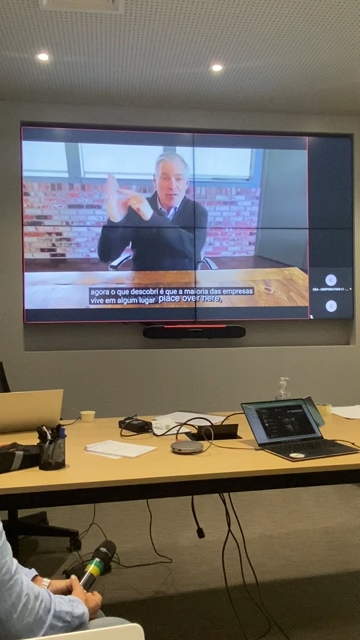 agora o que descobri é que a maioria das empresas
vive em algum lugar place over here,